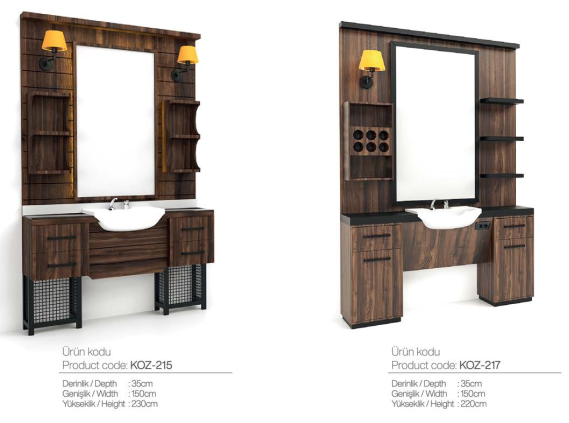 Ürün kodu
Product code: KOZ-215
Derinlik / Depth : 35cm
Genişlik / Width : 150cm
Yükseklik / Height : 230cm
Ürün kodu
Product code: KOZ-217
Derinlik / Depth : 35cm
Genişlik / Width : 150cm
Yükseklik / Height : 220cm